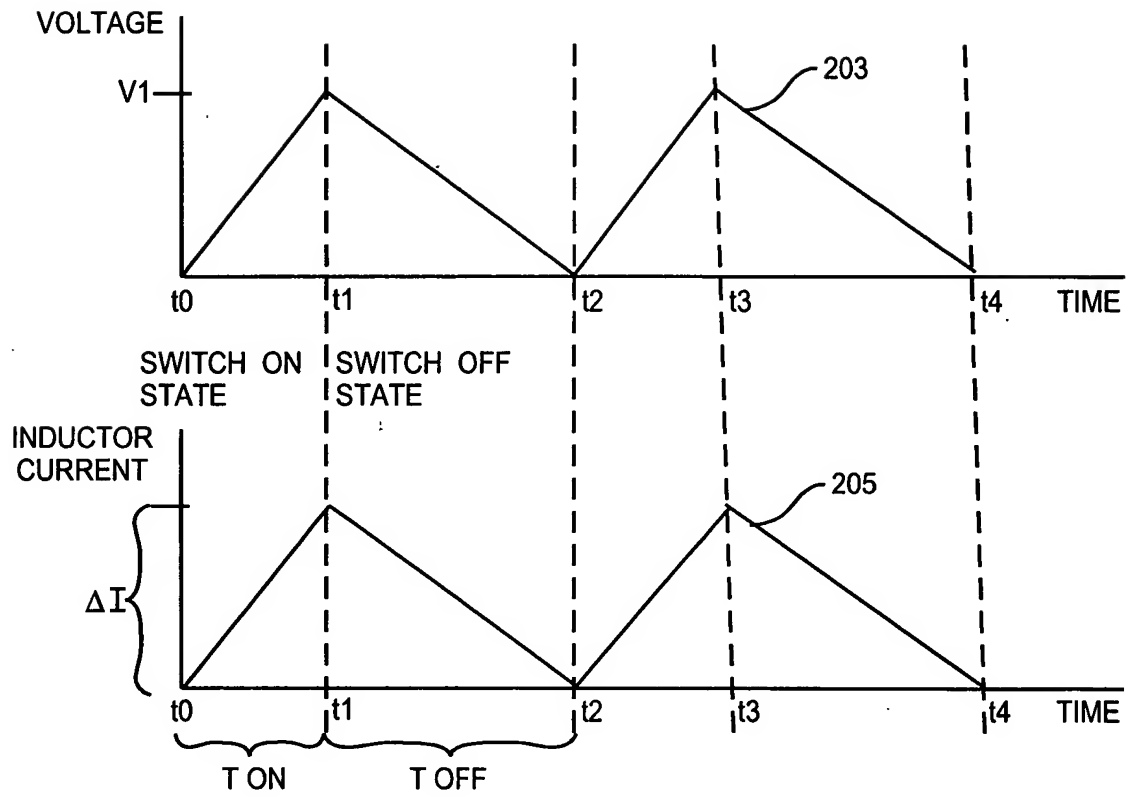 VOLTAGE
V1
203
t0 t1 t2 t3 t4 TIME
SWITCH ON STATE
SWITCH OFF STATE
INDUCTOR
CURRENT
205
ΔI
t0 t1 t2 t3 t4 TIME
T ON T OFF